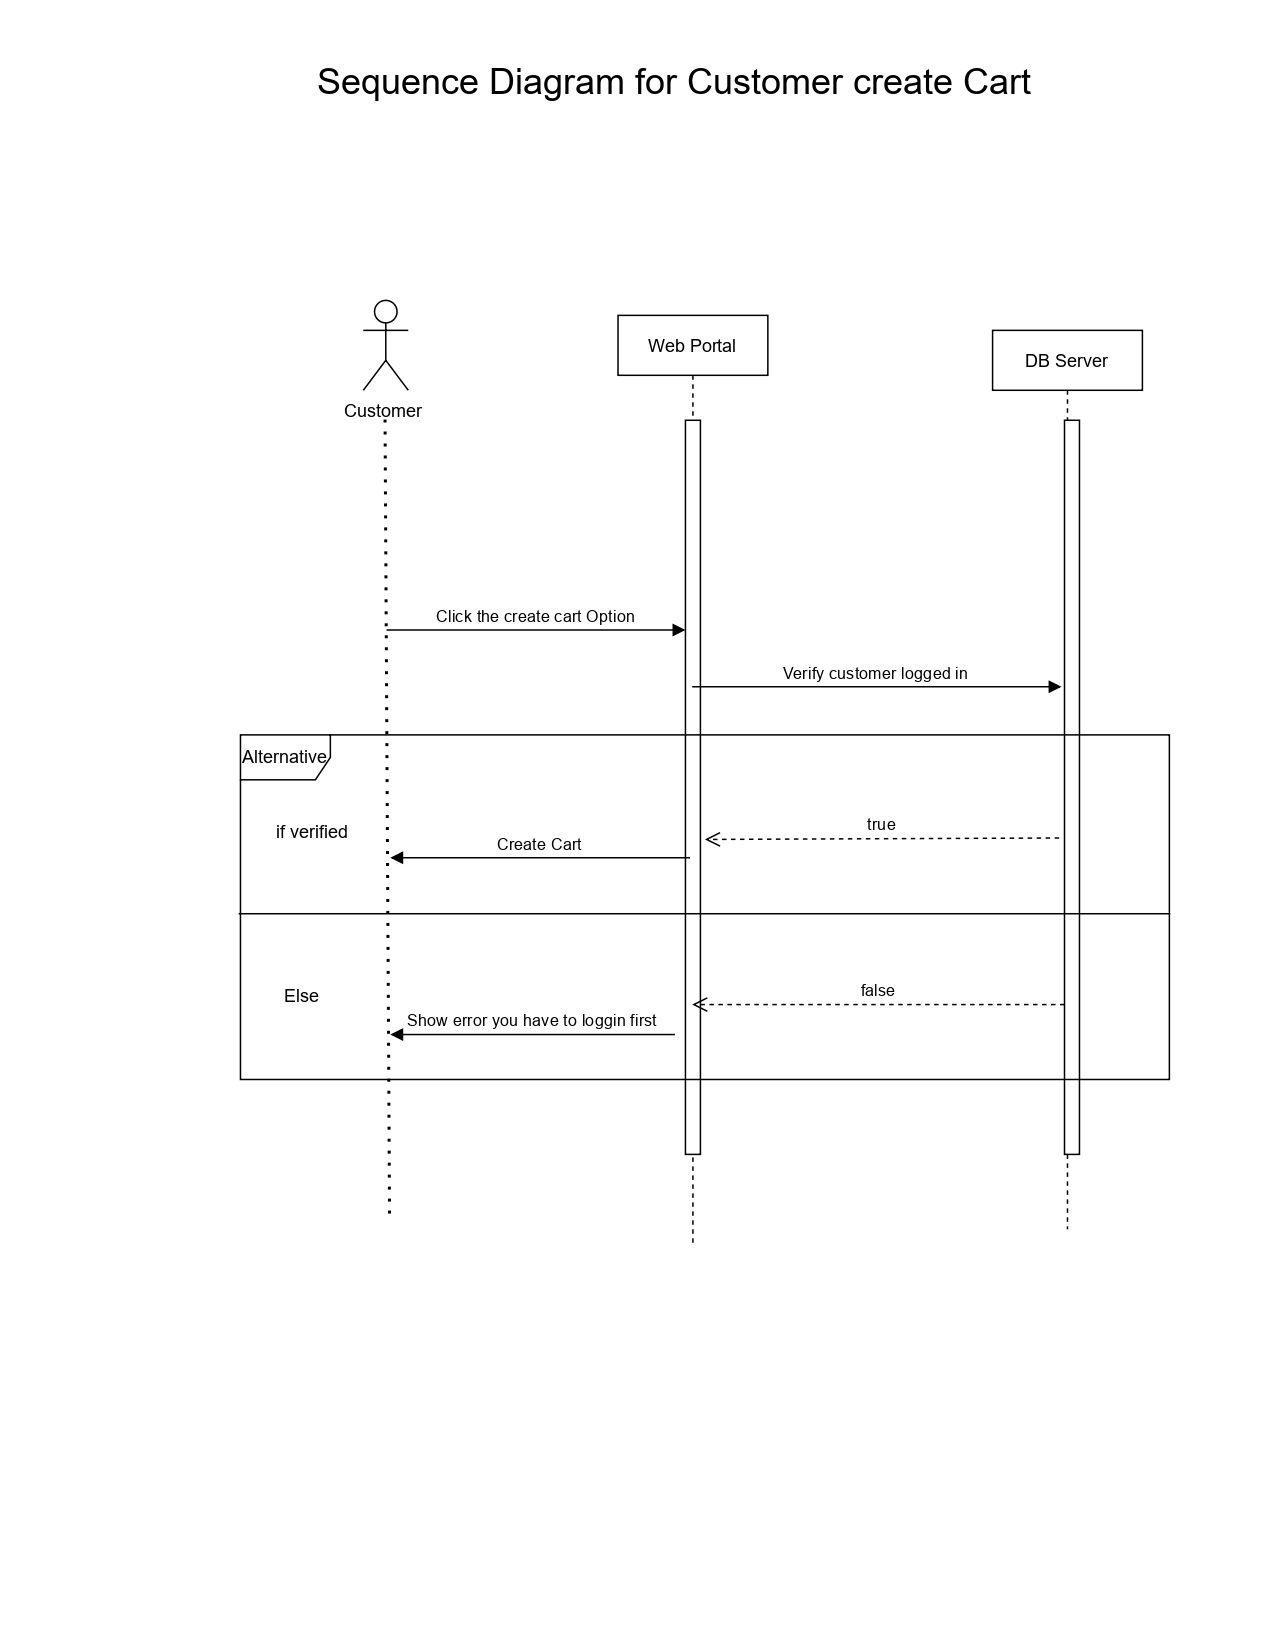 Sequence Diagram for Customer create Cart
Web Portal
DB Server
Customer
Click the create cart Option
Verify customer logged in
Alternative
if verified
true
Create Cart
Else
false
Show error you have to loggin first